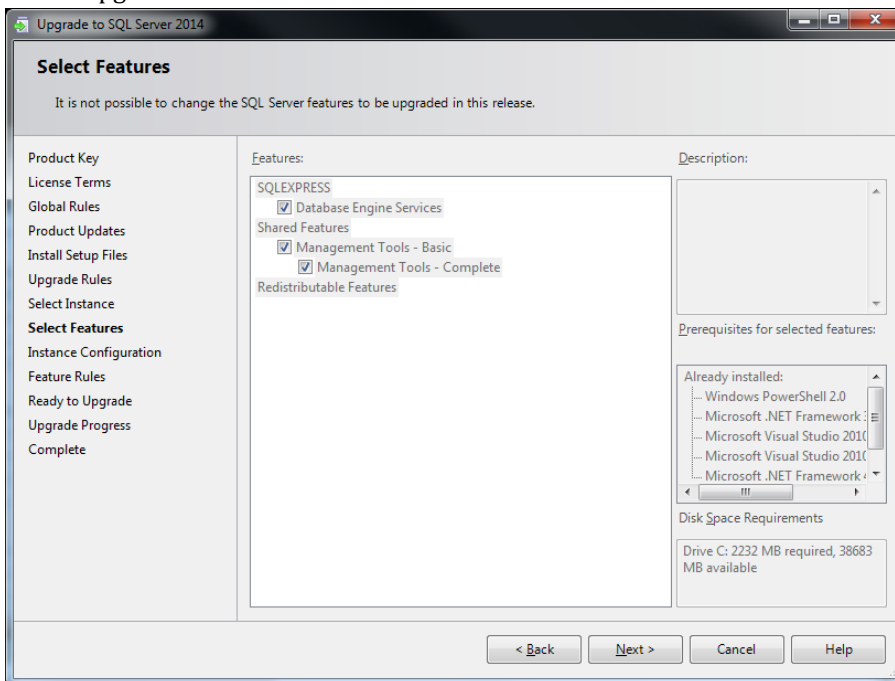 Upgrade to SQL Server 2014
Select Features
It is not possible to change the SQL Server features to be upgraded in this release.
Product Key
License Terms
Global Rules
Product Updates
Install Setup Files
Upgrade Rules
Select Instance
Select Features
Instance Configuration
Feature Rules
Ready to Upgrade
Upgrade Progress
Complete
Features:
SQLEXPRESS
Database Engine Services
Shared Features
Management Tools - Basic
Management Tools - Complete
Redistributable Features
Description:
Prerequisites for selected features:
Already installed:
Windows PowerShell 2.0
Microsoft .NET Framework
Microsoft Visual Studio
Microsoft Visual Studio
Microsoft .NET Framework
Disk Space Requirements
Drive C: 2232 MB required, 38683
MB available
< Back
Next >
Cancel
Help